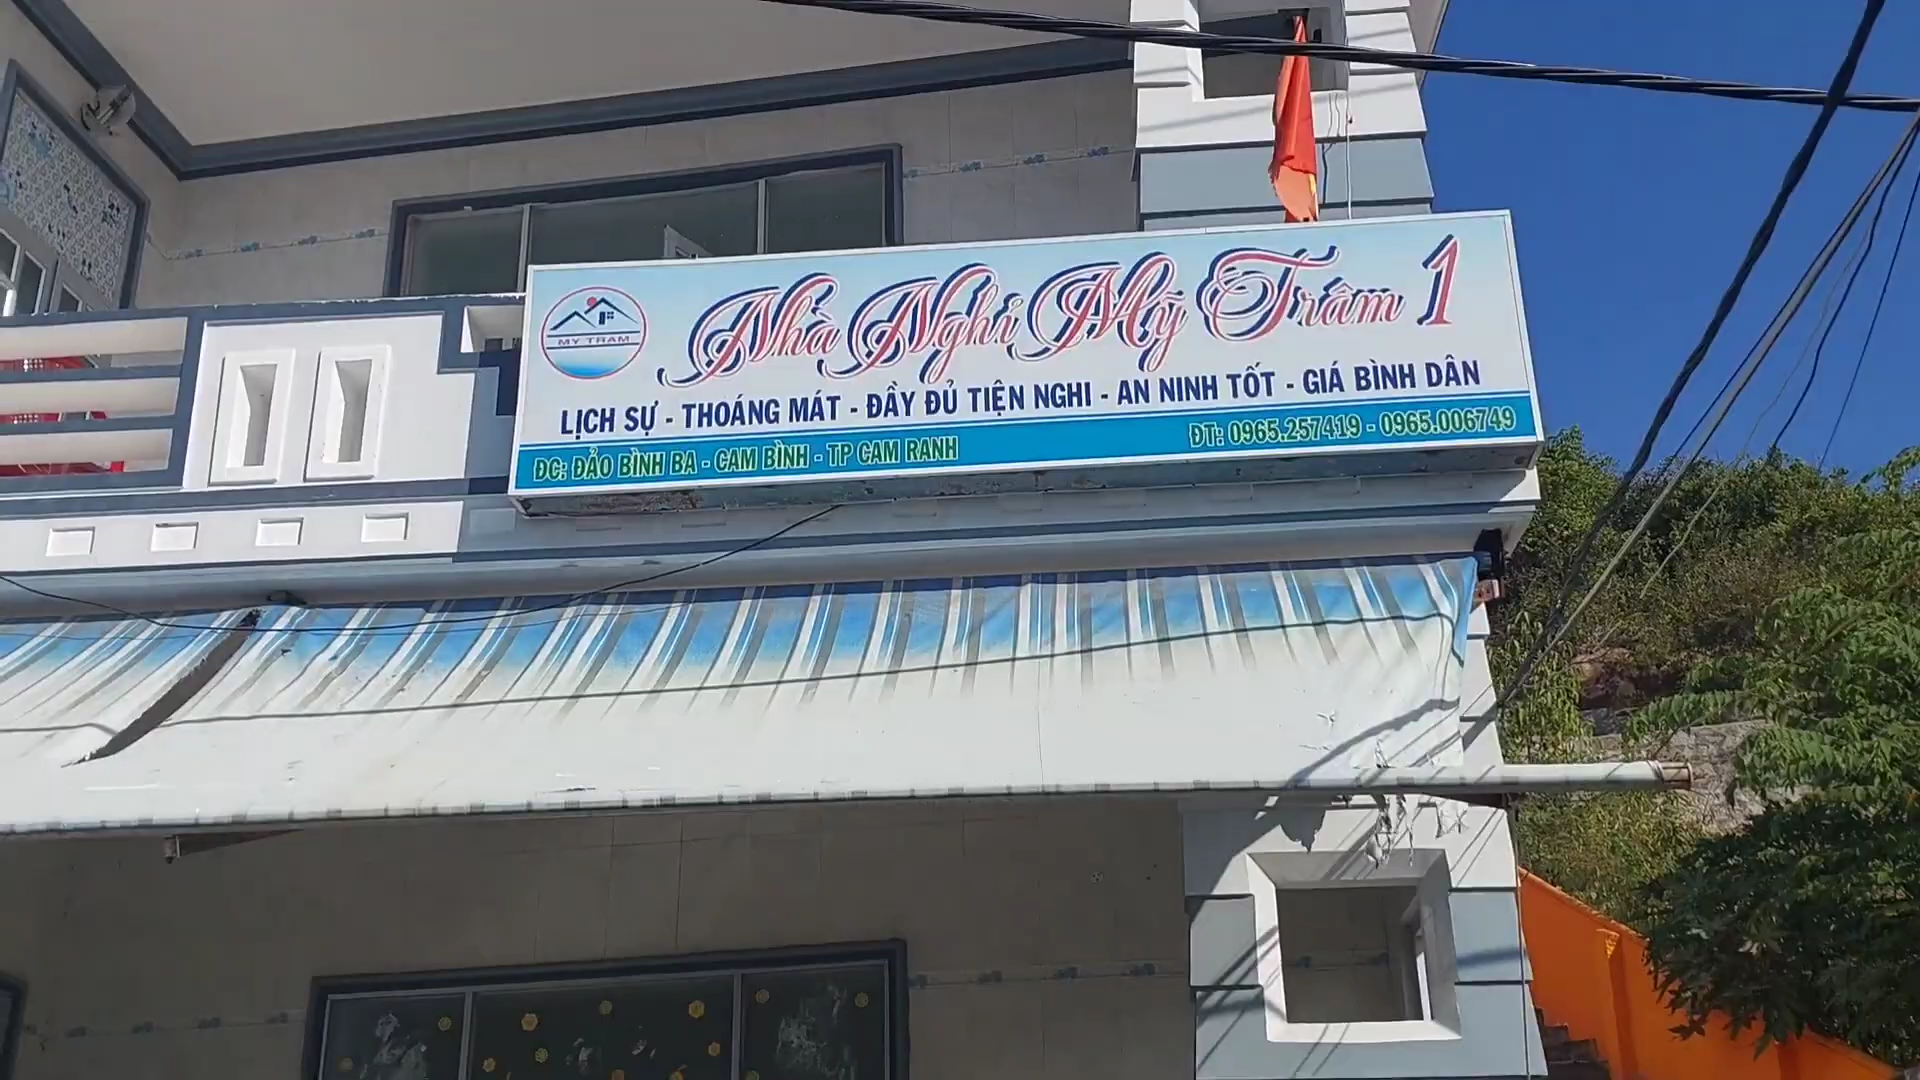 Nhà Nghỉ Mỹ Trâm 1
MY TRAM
LỊCH SỰ - THOÁNG MÁT - ĐẦY ĐỦ TIỆN NGHI - AN NINH TỐT - GIÁ BÌNH DÂN
ĐC: ĐẢO BÌNH BA - CAM BÌNH - TP CAM RANH
ĐT: 0965.257419 - 0965.006749